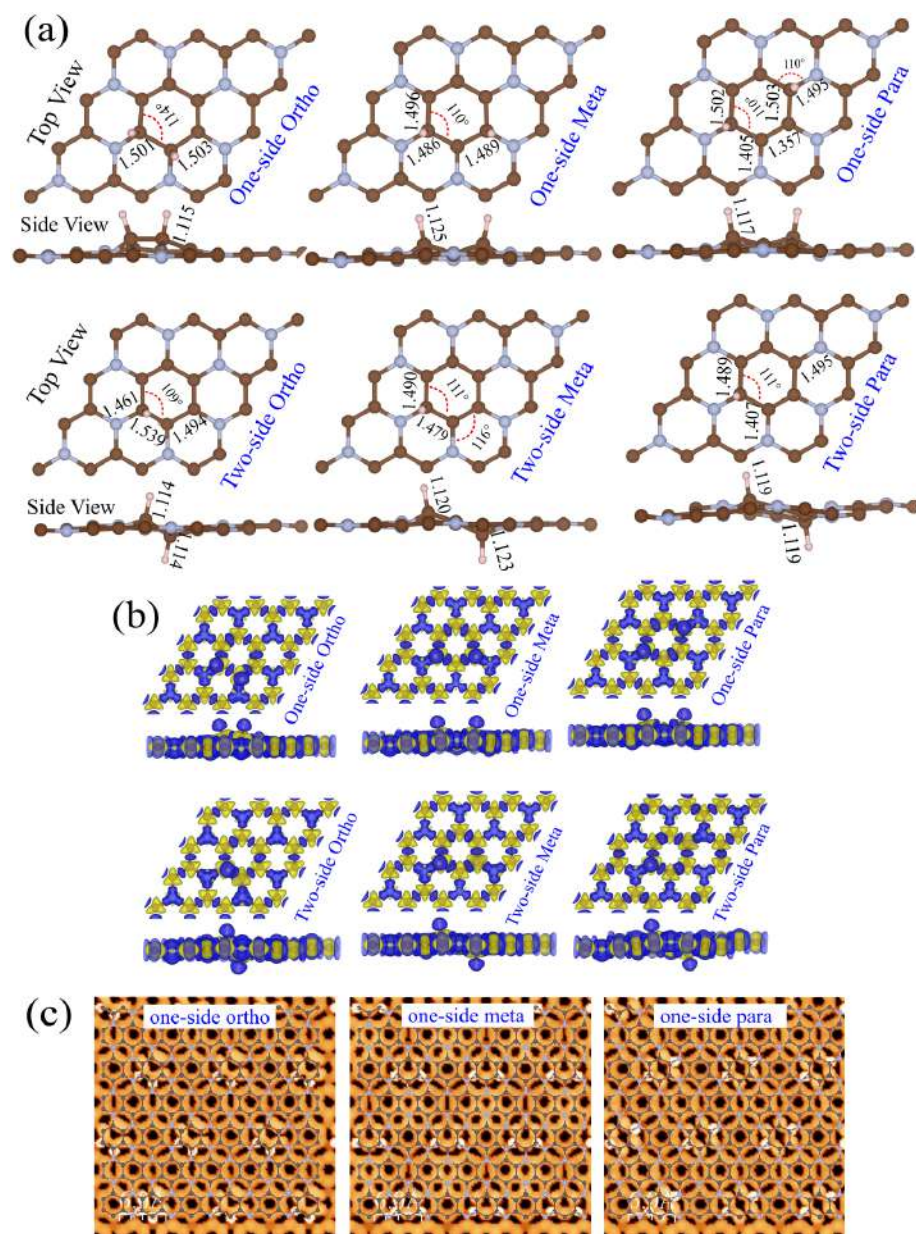 (a)
Top View
114°
1.501
1.503
One-side Ortho
1.496
110°
1.486
1.489
One-side Meta
110°
1.502
1.503
1.495
110°
1.405
1.357
One-side Para
Side View
1.115
1.125
1.117
Top View
109°
1.461
1.539
1.494
Two-side Ortho
1.490
111°
1.479
116°
Two-side Meta
1.489
111°
1.495
1.407
Two-side Para
Side View
1.114
1.120
1.123
1.119
1.119
(b)
One-side Ortho
One-side Meta
One-side Para
Two-side Ortho
Two-side Meta
Two-side Para
(c)
one-side ortho
one-side meta
one-side para